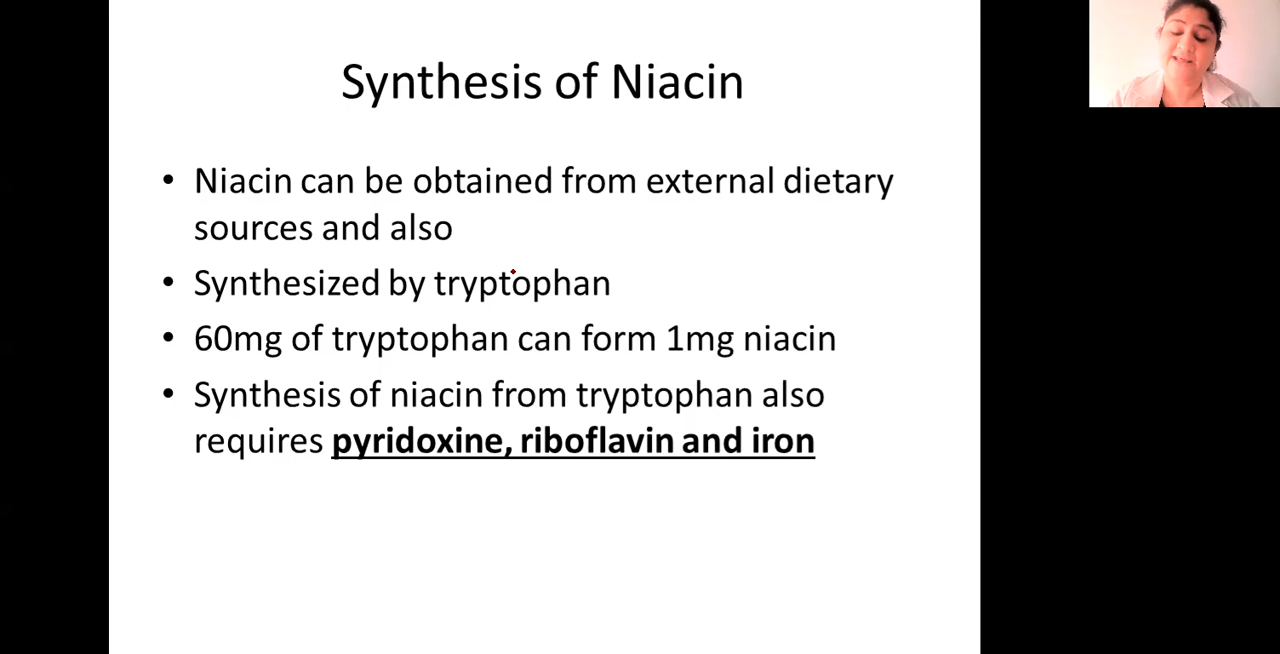 Synthesis of Niacin
• Niacin can be obtained from external dietary
sources and also
• Synthesized by tryptophan
• 60mg of tryptophan can form 1mg niacin
• Synthesis of niacin from tryptophan also
requires pyridoxine, riboflavin and iron